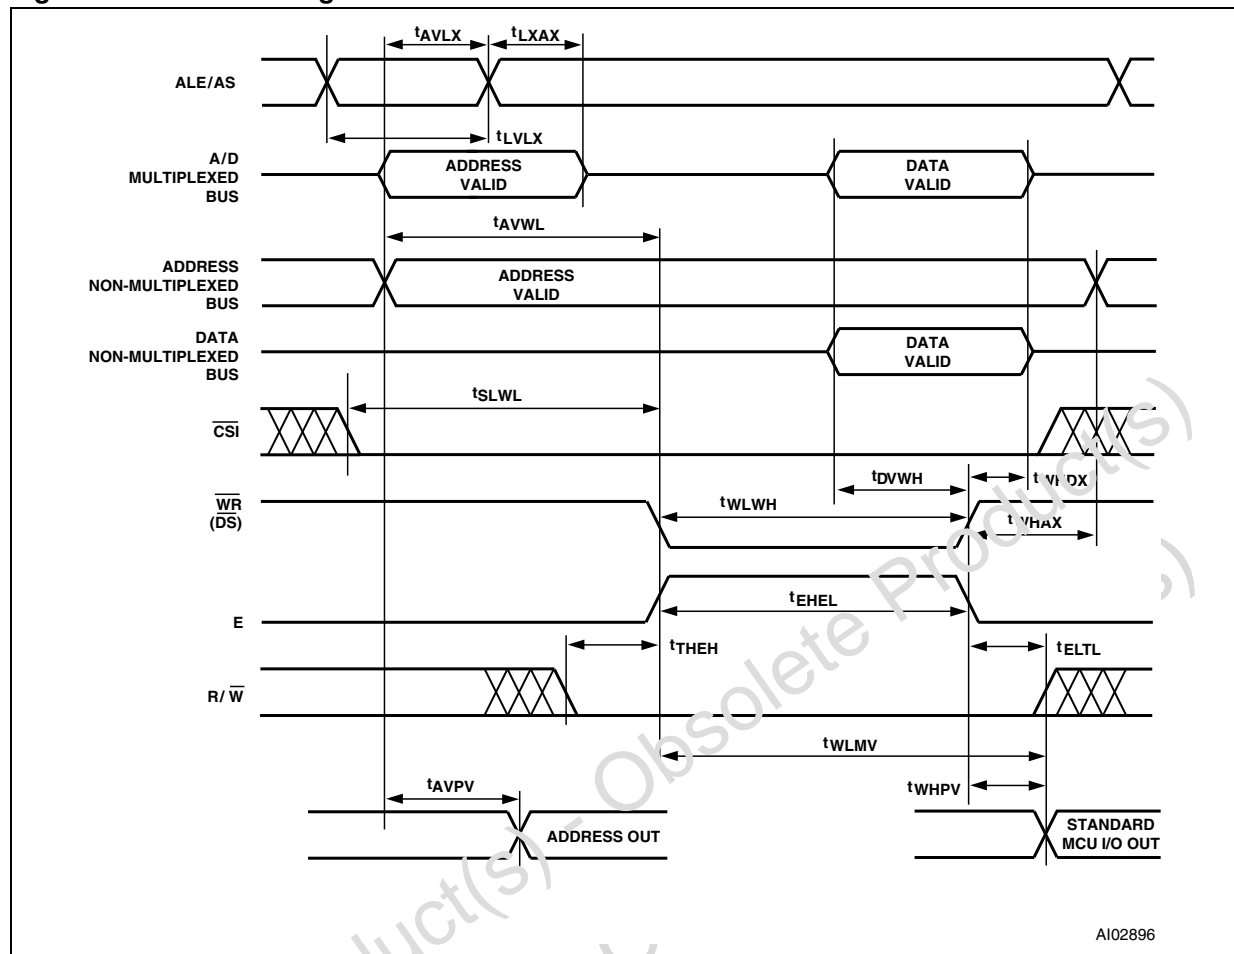 tAVLX tLXAX
ALE/AS
tLVLX
A/D
MULTIPLEXED
BUS
ADDRESS
VALID
DATA
VALID
tAVWL
ADDRESS
NON-MULTIPLEXED
BUS
ADDRESS
VALID
DATA
NON-MULTIPLEXED
BUS
DATA
VALID
tSLWL
CSI
tDVWH tWHDX
WR
(DS)
tWLWH
tWHAX
E
tEHEL
tTHEH tELTL
R/ W
tWLMV
tAVPV
tWHPV
ADDRESS OUT
STANDARD
MCU I/O OUT
Obsolete Product(s)
AI02896